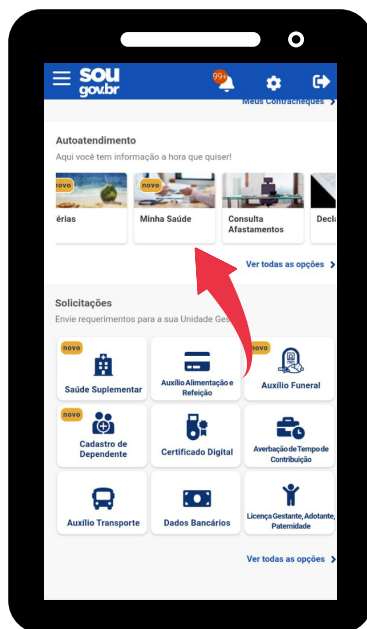 sou
gov.br
99+
Meus Contracheques
Autoatendimento
Aqui você tem informação a hora que quiser!
novo
novo
érias
Minha Saúde
Consulta
Afastamentos
Decl
Ver todas as opções
Solicitações
Envie requerimentos para a sua Unidade Ges
novo
Saúde Suplementar
Auxílio Alimentação e
Refeição
novo
Auxílio Funeral
novo
Cadastro de
Dependente
Certificado Digital
Averbação de Tempo de
Contribuição
Auxílio Transporte
Dados Bancários
Licença Gestante, Adotante,
Paternidade
Ver todas as opções